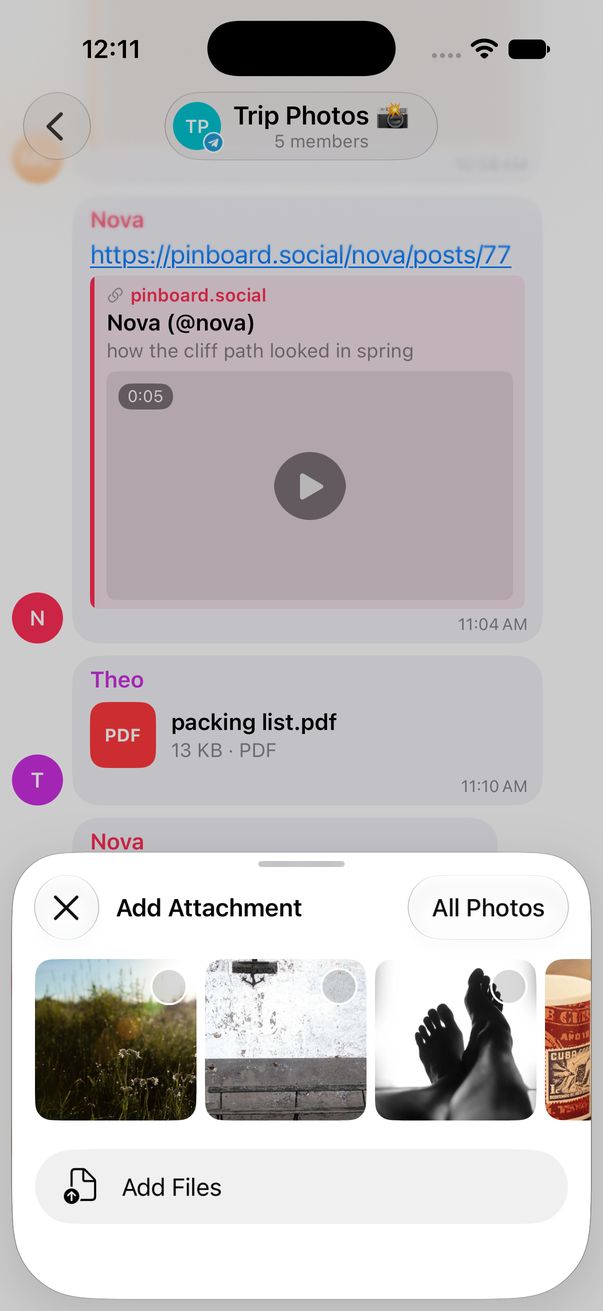 12:11
TP
Trip Photos 📸
5 members
Nova
https://pinboard.social/nova/posts/77
pinboard.social
Nova (@nova)
how the cliff path looked in spring
0:05
N
11:04 AM
Theo
PDF
packing list.pdf
13 KB · PDF
T
11:10 AM
Nova
Add Attachment
All Photos
CUBA
Add Files